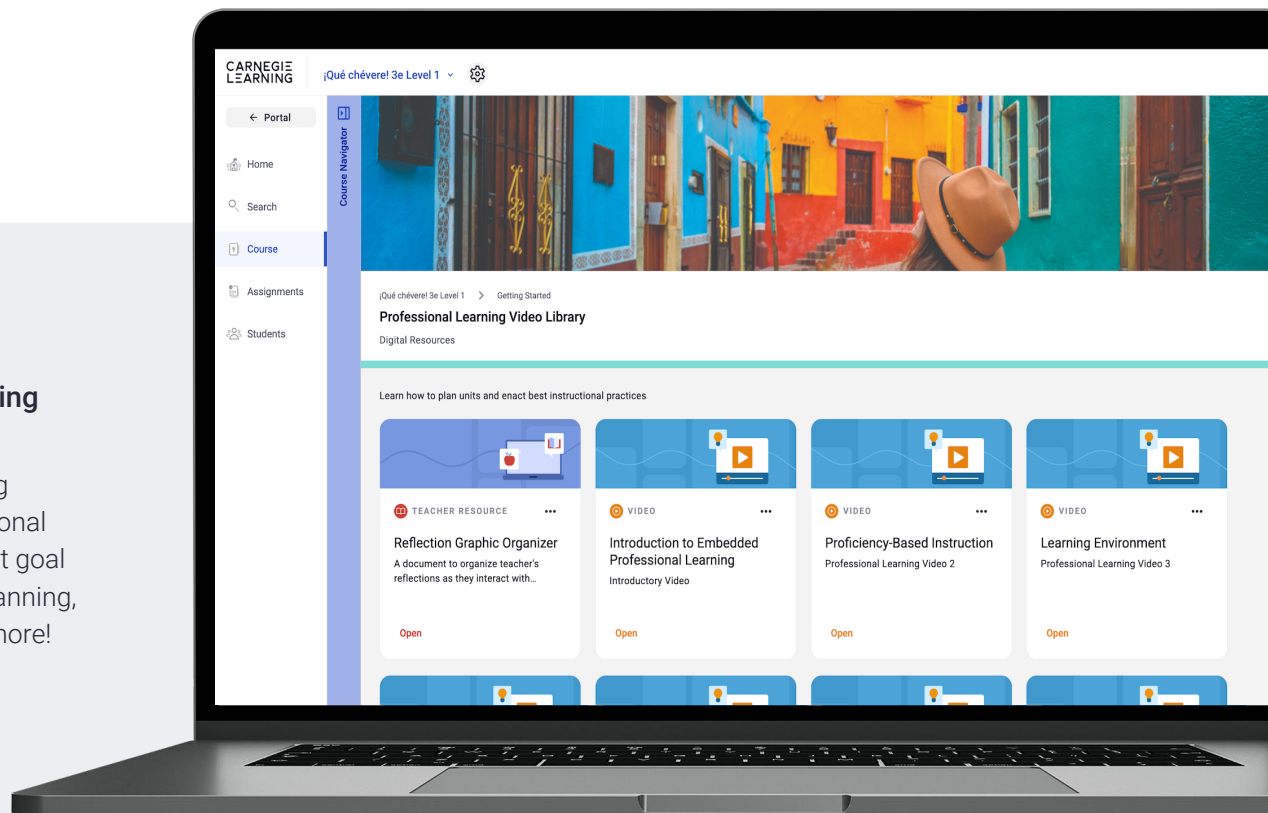 CARNEGIE
LEARNING
¡Qué chévere! 3e Level 1
← Portal
Home
Search
Course
Assignments
Students
Course Navigator
¡Qué chévere! 3e Level 1 > Getting Started
Professional Learning Video Library
Digital Resources
Learn how to plan units and enact best instructional practices
TEACHER RESOURCE •••
Reflection Graphic Organizer
A document to organize teacher's
reflections as they interact with...
Open
VIDEO •••
Introduction to Embedded
Professional Learning
Introductory Video
Open
VIDEO •••
Proficiency-Based Instruction
Professional Learning Video 2
Open
VIDEO •••
Learning Environment
Professional Learning Video 3
Open
goal
more!